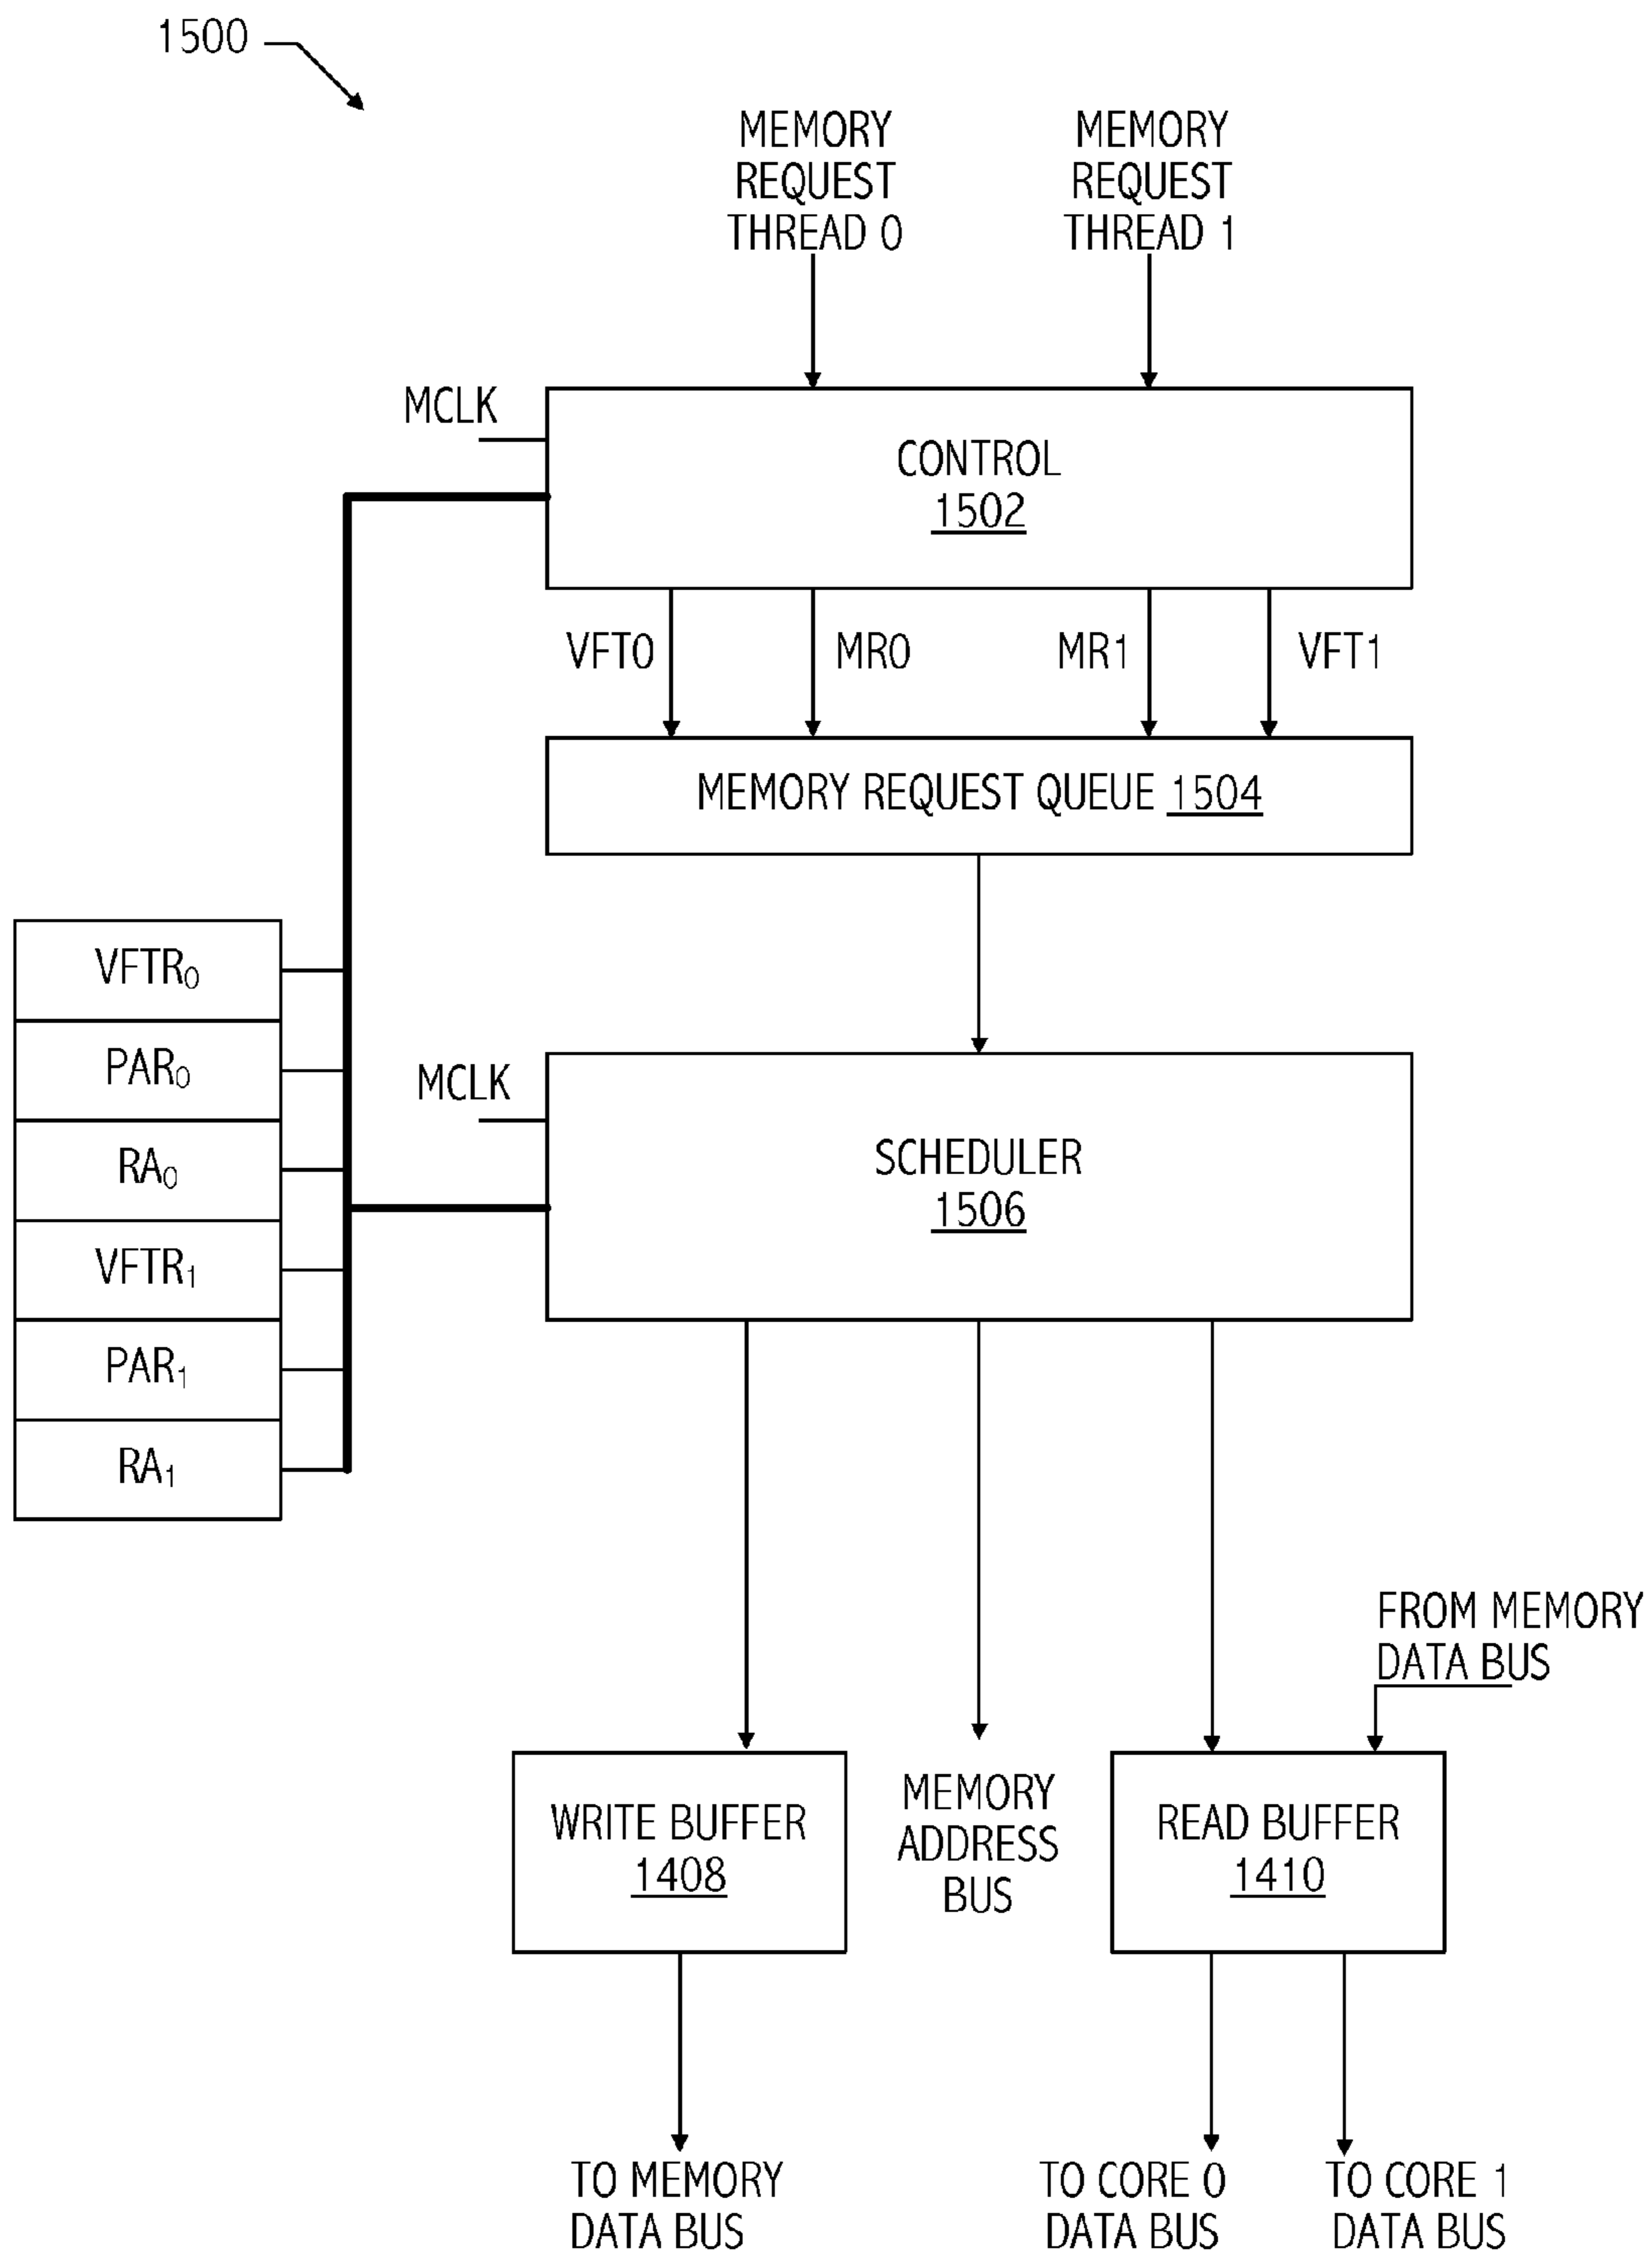 1500
MEMORY
REQUEST
THREAD 0
MEMORY
REQUEST
THREAD 1
MCLK
CONTROL
1502
VFT0
MR0
MR1
VFT1
MEMORY REQUEST QUEUE 1504
VFTR₀
PAR₀
RA₀
VFTR₁
PAR₁
RA₁
MCLK
SCHEDULER
1506
FROM MEMORY
DATA BUS
WRITE BUFFER
1408
MEMORY
ADDRESS
BUS
READ BUFFER
1410
TO MEMORY
DATA BUS
TO CORE 0
DATA BUS
TO CORE 1
DATA BUS